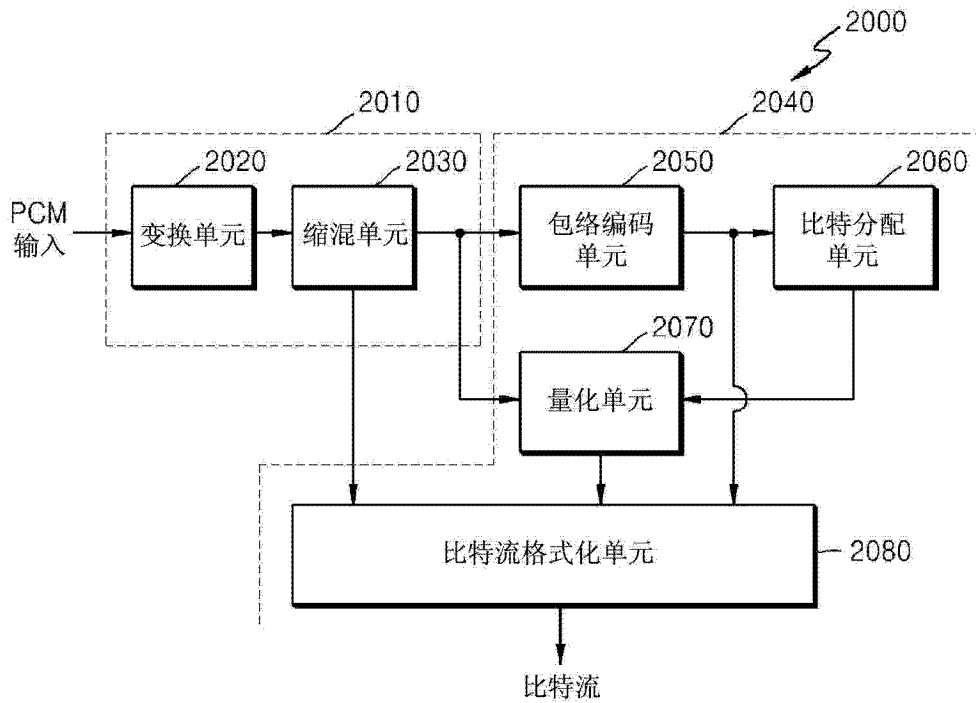 2000
2010
2040
2020
2030
2050
2060
PCM
输入
变换单元
缩混单元
包络编码
单元
比特分配
单元
2070
量化单元
比特流格式化单元
2080
比特流